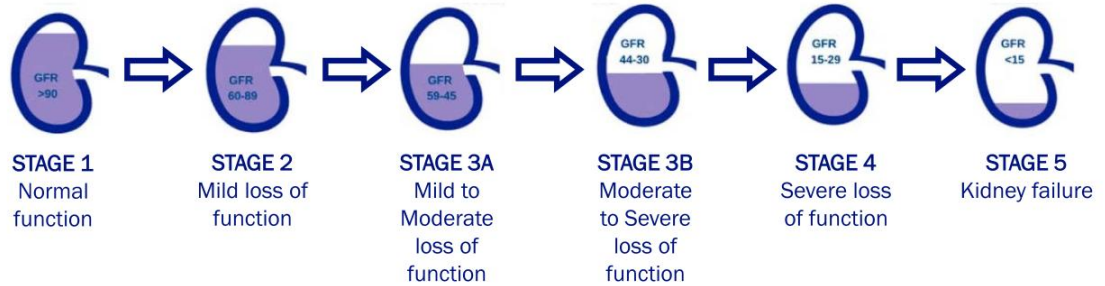 GFR
>90
GFR
60-89
GFR
59-45
GFR
44-30
GFR
15-29
GFR
<15
STAGE 1
Normal
function
STAGE 2
Mild loss of
function
STAGE 3A
Mild to
Moderate
loss of
function
STAGE 3B
Moderate
to Severe
loss of
function
STAGE 4
Severe loss
of function
STAGE 5
Kidney failure